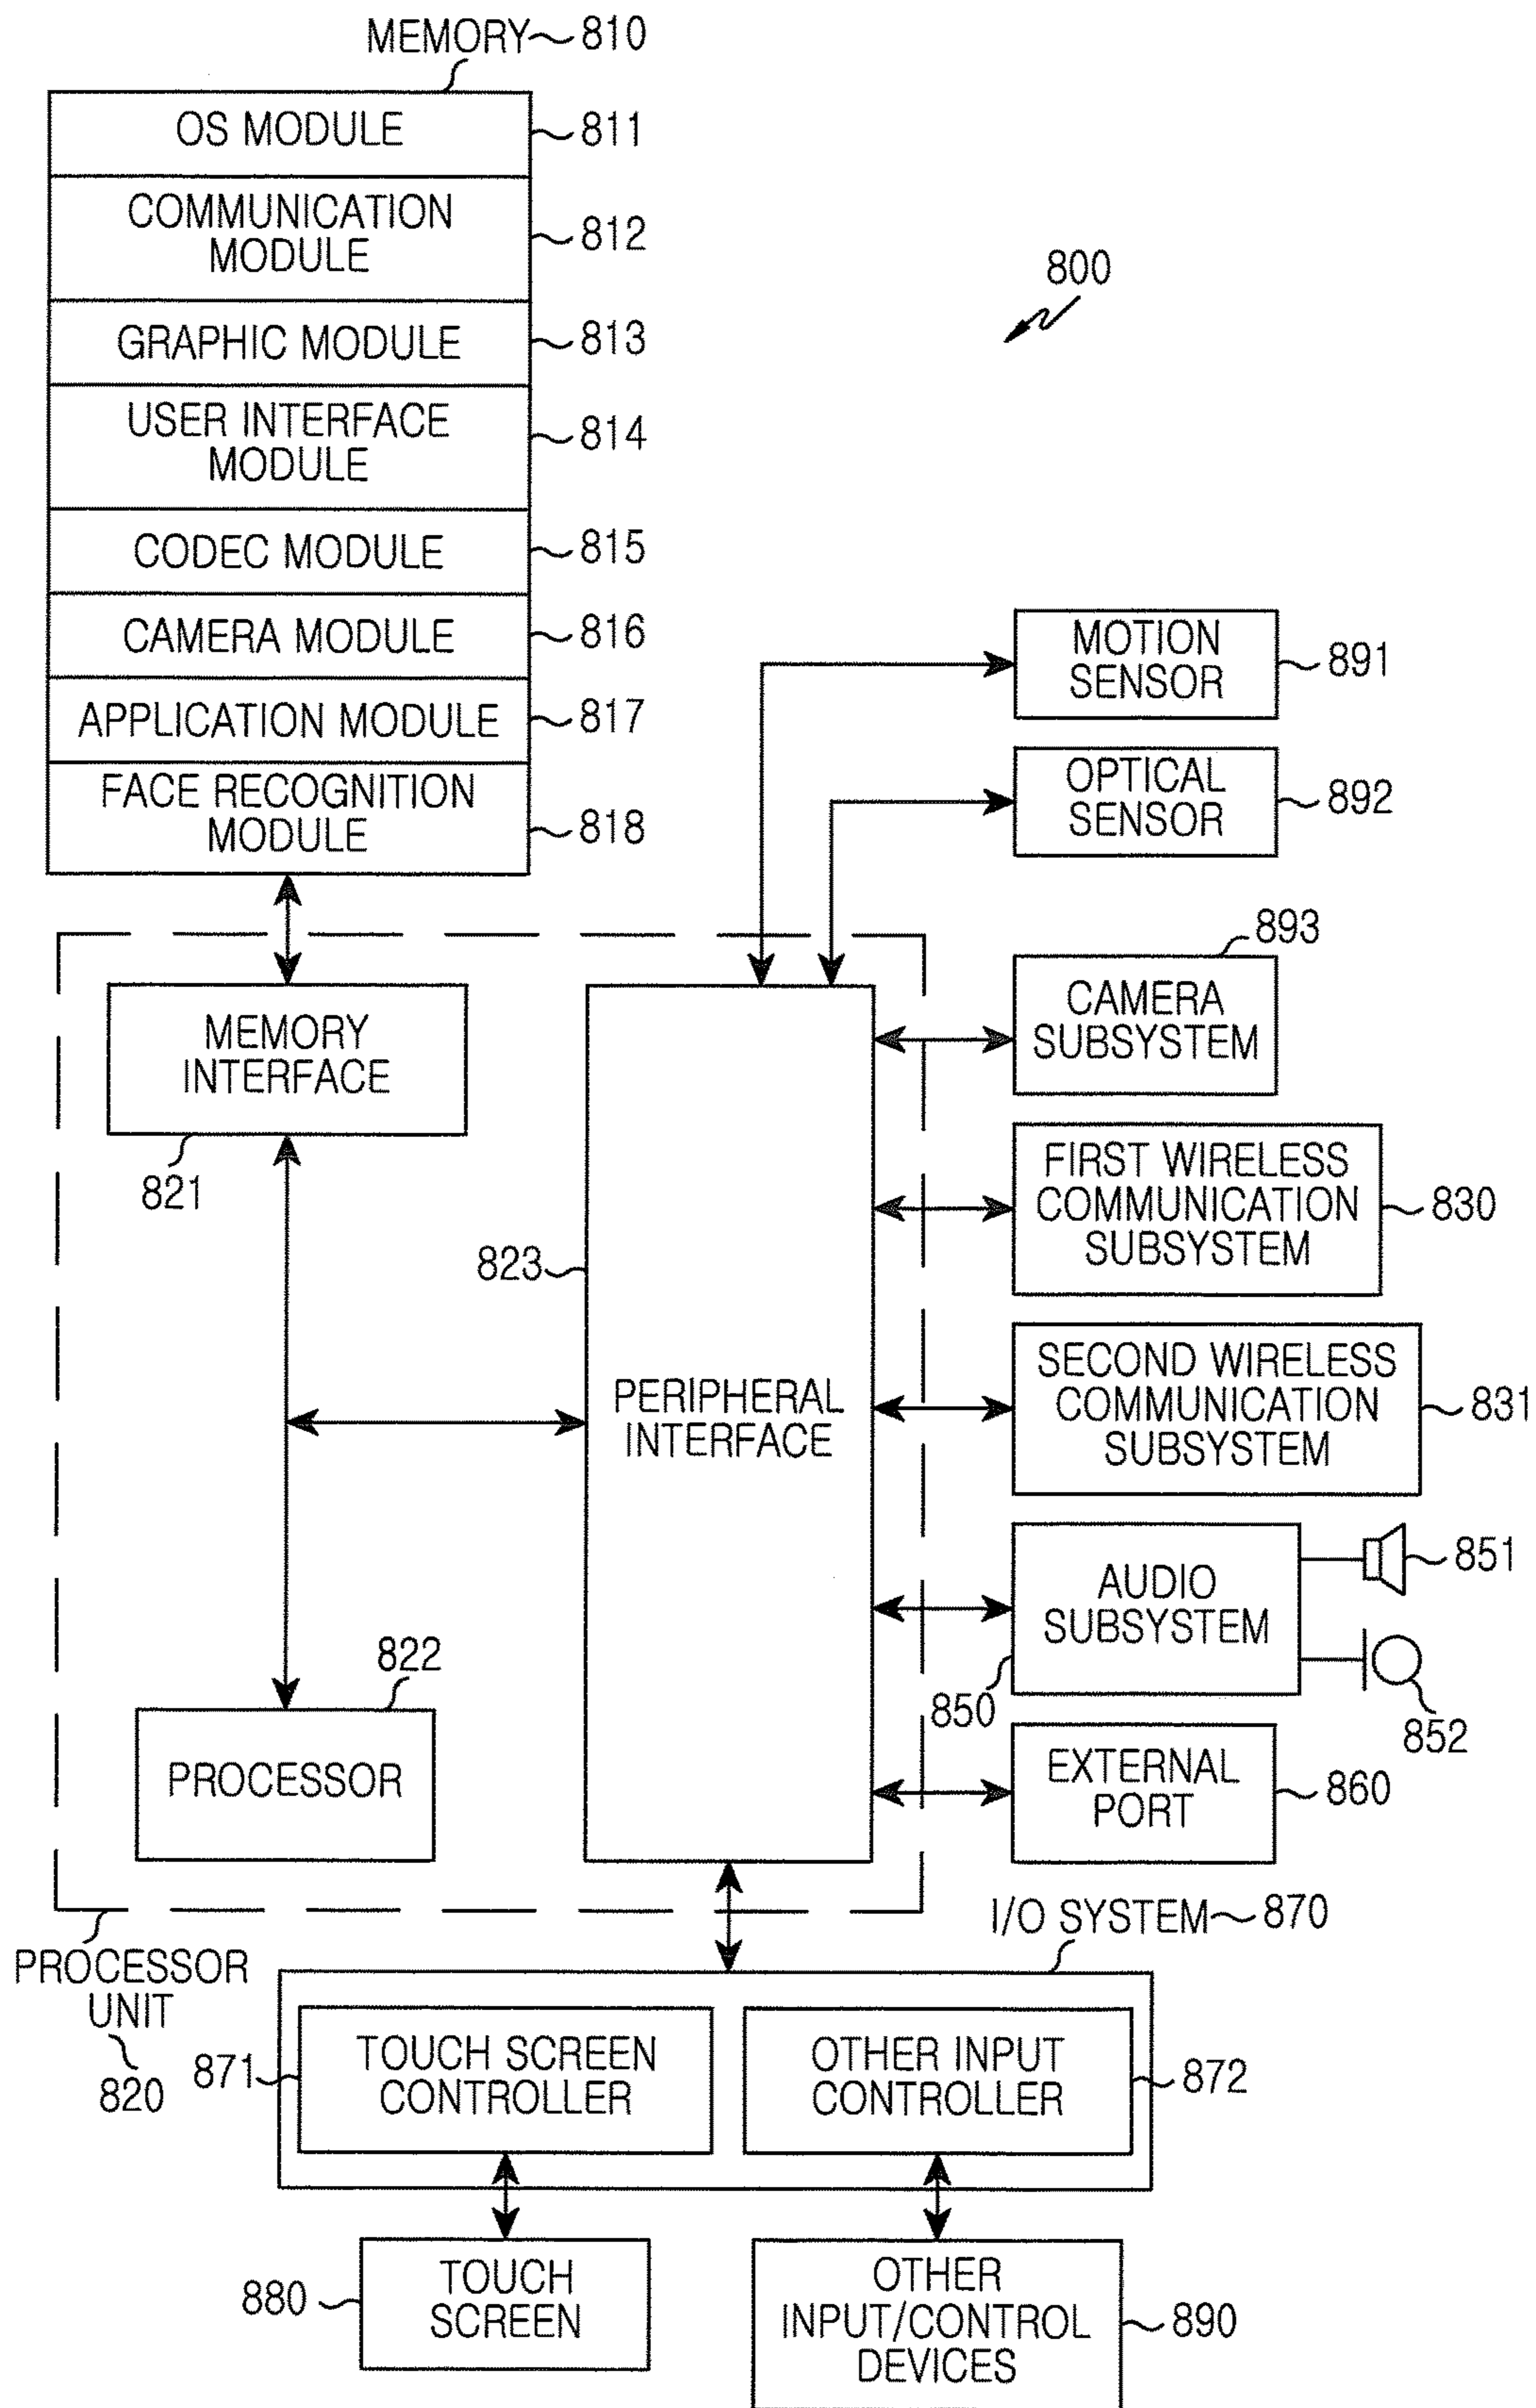 MEMORY 810
OS MODULE
811
COMMUNICATION
MODULE
812
800
GRAPHIC MODULE
813
USER INTERFACE
MODULE
814
CODEC MODULE
815
CAMERA MODULE
816
APPLICATION MODULE
817
FACE RECOGNITION
MODULE
818
MOTION
SENSOR
891
OPTICAL
SENSOR
892
893
CAMERA
SUBSYSTEM
MEMORY
INTERFACE
821
FIRST WIRELESS
COMMUNICATION
SUBSYSTEM
830
823
PERIPHERAL
INTERFACE
SECOND WIRELESS
COMMUNICATION
SUBSYSTEM
831
AUDIO
SUBSYSTEM
850
851
852
822
PROCESSOR
EXTERNAL
PORT
860
PROCESSOR
UNIT
820
I/O SYSTEM 870
871
TOUCH SCREEN
CONTROLLER
OTHER INPUT
CONTROLLER
872
880
TOUCH
SCREEN
OTHER
INPUT/CONTROL
DEVICES
890